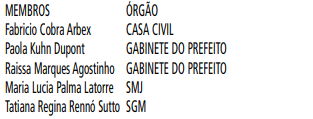 MEMBROS ÓRGÃO
Fabricio Cobra Arbex CASA CIVIL
Paola Kuhn Dupont GABINETE DO PREFEITO
Raissa Marques Agostinho GABINETE DO PREFEITO
Maria Lucia Palma Latorre SMJ
Tatiana Regina Rennó Sutto SGM